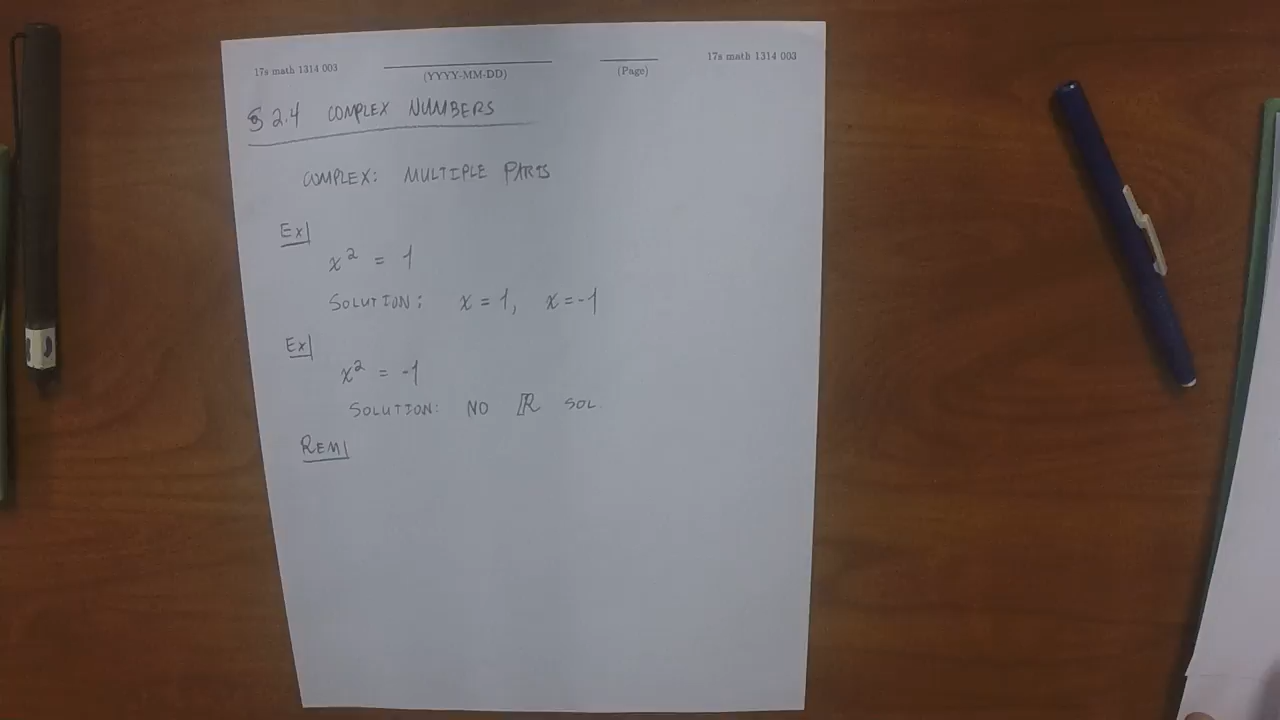 17s math 1314 003
(YYYY-MM-DD)
(Page)
17s math 1314 003
§ 2.4 COMPLEX NUMBERS
COMPLEX: MULTIPLE PARTS
Ex|
x² = 1
SOLUTION: x = 1, x = -1
Ex|
x² = -1
SOLUTION: NO ℝ SOL.
REM|